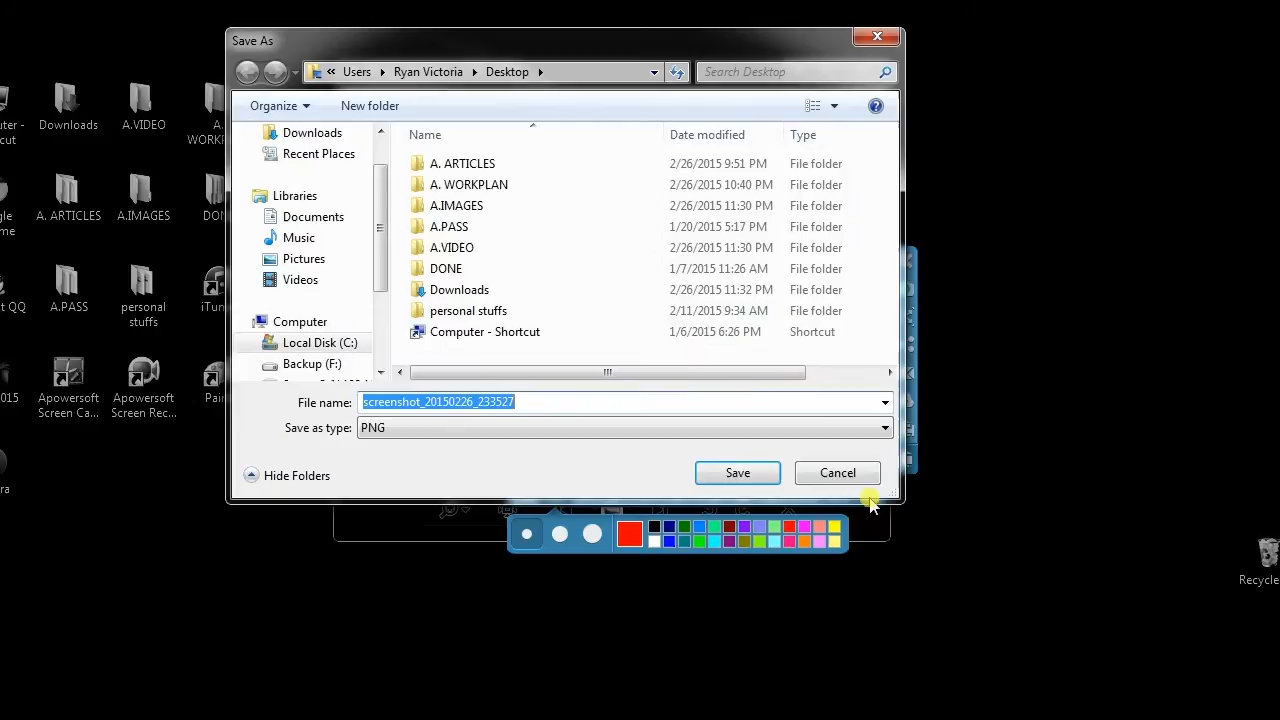 Save As
« Users ▸ Ryan Victoria ▸ Desktop ▸
Search Desktop
Organize
New folder
Downloads
Recent Places
Libraries
Documents
Music
Pictures
Videos
Computer
Local Disk (C:)
Backup (F:)
Name Date modified Type
A. ARTICLES 2/26/2015 9:51 PM File folder
A. WORKPLAN 2/26/2015 10:40 PM File folder
A.IMAGES 2/26/2015 11:30 PM File folder
A.PASS 1/20/2015 5:17 PM File folder
A.VIDEO 2/26/2015 11:30 PM File folder
DONE 1/7/2015 11:26 AM File folder
Downloads 2/26/2015 11:32 PM File folder
personal stuffs 2/11/2015 9:34 AM File folder
Computer - Shortcut 1/6/2015 6:26 PM Shortcut
File name: screenshot_20150226_233527
Save as type: PNG
Hide Folders
Save
Cancel
Downloads
A.VIDEO
A.
A. ARTICLES
A.IMAGES
A.PASS
personal
stuffs
Apowersoft
Screen Ca...
Apowersoft
Screen Rec...
Recycle